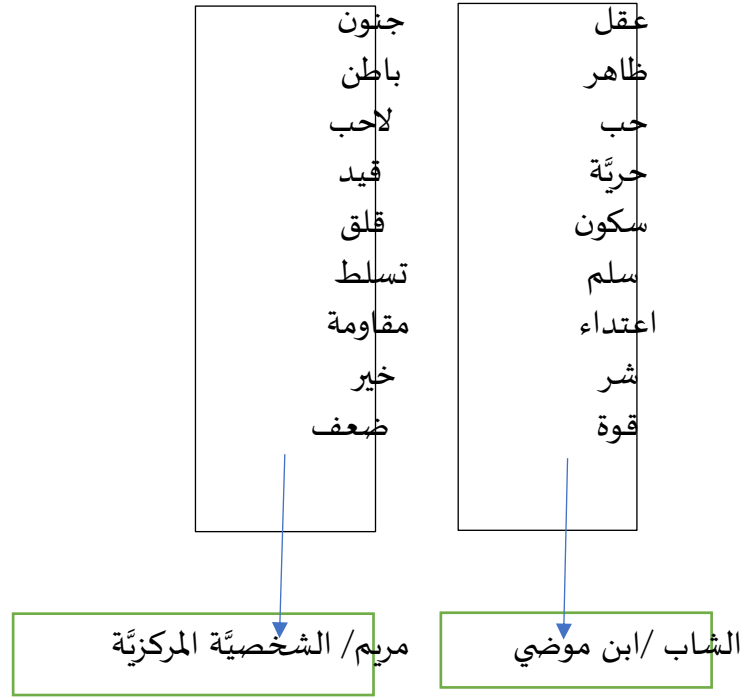 عقل جنون
ظاهر باطن
حب لاحب
حريَّة قيد
سكون قلق
سلم تسلط
اعتداء مقاومة
شر خير
قوة ضعف
الشاب /ابن موضي مريم/ الشخصيَّة المركزيَّة